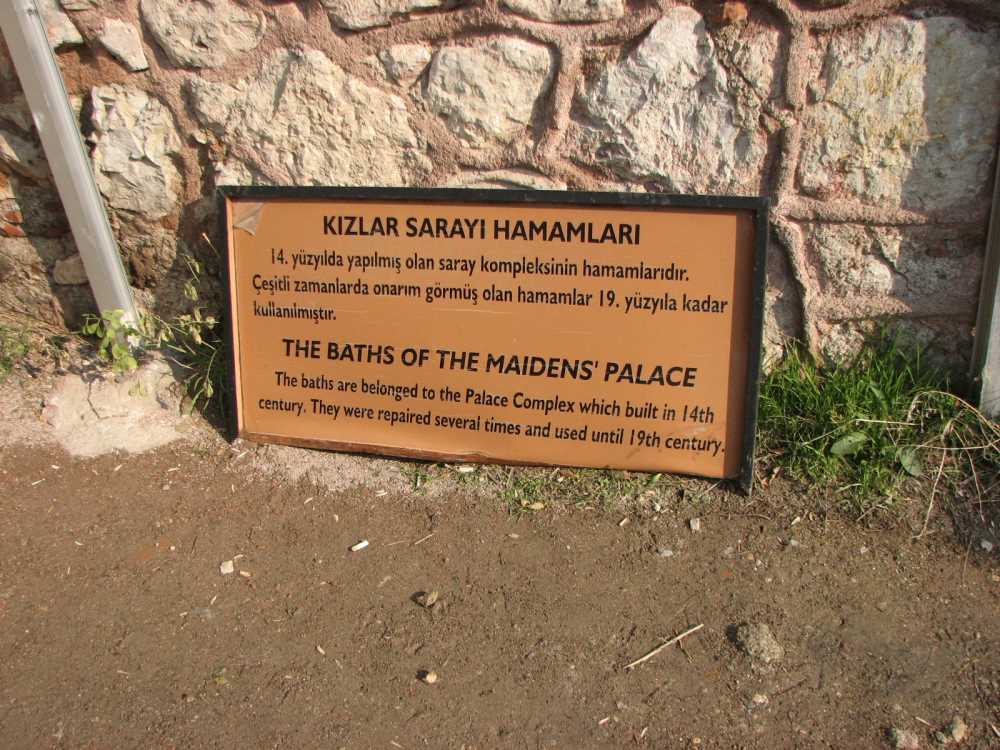 KIZLAR SARAYI HAMAMLARI
14. yüzyılda yapılmış olan saray kompleksinin hamamlarıdır.
Çeşitli zamanlarda onarım görmüş olan hamamlar 19. yüzyıla kadar
kullanılmıştır.
THE BATHS OF THE MAIDENS' PALACE
The baths are belonged to the Palace Complex which built in 14th
century. They were repaired several times and used until 19th century.